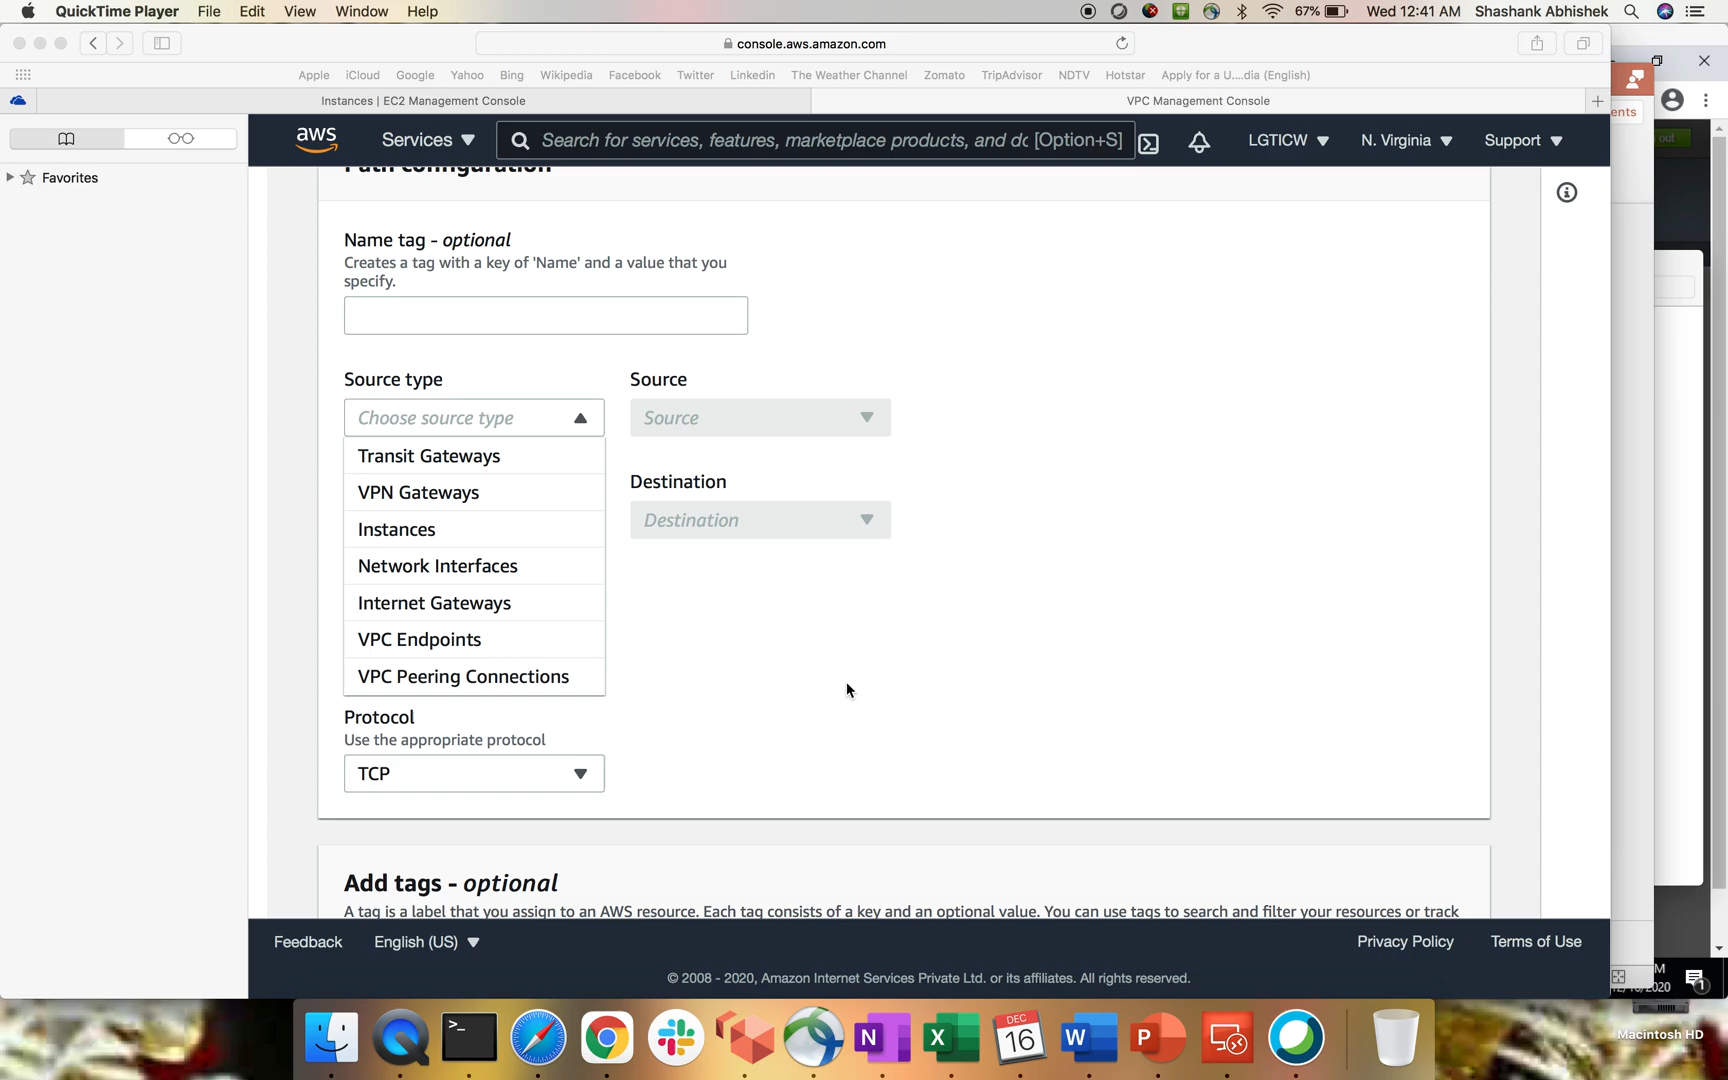 QuickTime Player File Edit View Window Help 67% Wed 12:41 AM Shashank Abhishek
console.aws.amazon.com
Apple iCloud Google Yahoo Bing Wikipedia Facebook Twitter Linkedin The Weather Channel Zomato TripAdvisor NDTV Hotstar Apply for a U....dia (English)
Instances | EC2 Management Console
VPC Management Console
ents
Favorites
aws Services Search for services, features, marketplace products, and dc [Option+S] LGTICW N. Virginia Support
out
Path configuration
Name tag - optional
Creates a tag with a key of 'Name' and a value that you
specify.
Source type
Source
Choose source type
Source
Transit Gateways
VPN Gateways
Instances
Network Interfaces
Internet Gateways
VPC Endpoints
VPC Peering Connections
Destination
Destination
Protocol
Use the appropriate protocol
TCP
Add tags - optional
A tag is a label that you assign to an AWS resource. Each tag consists of a key and an optional value. You can use tags to search and filter your resources or track
Feedback English (US) Privacy Policy Terms of Use
© 2008 - 2020, Amazon Internet Services Private Ltd. or its affiliates. All rights reserved.
M
/2020
1
>_ N X DEC 16 W P
Macintosh HD